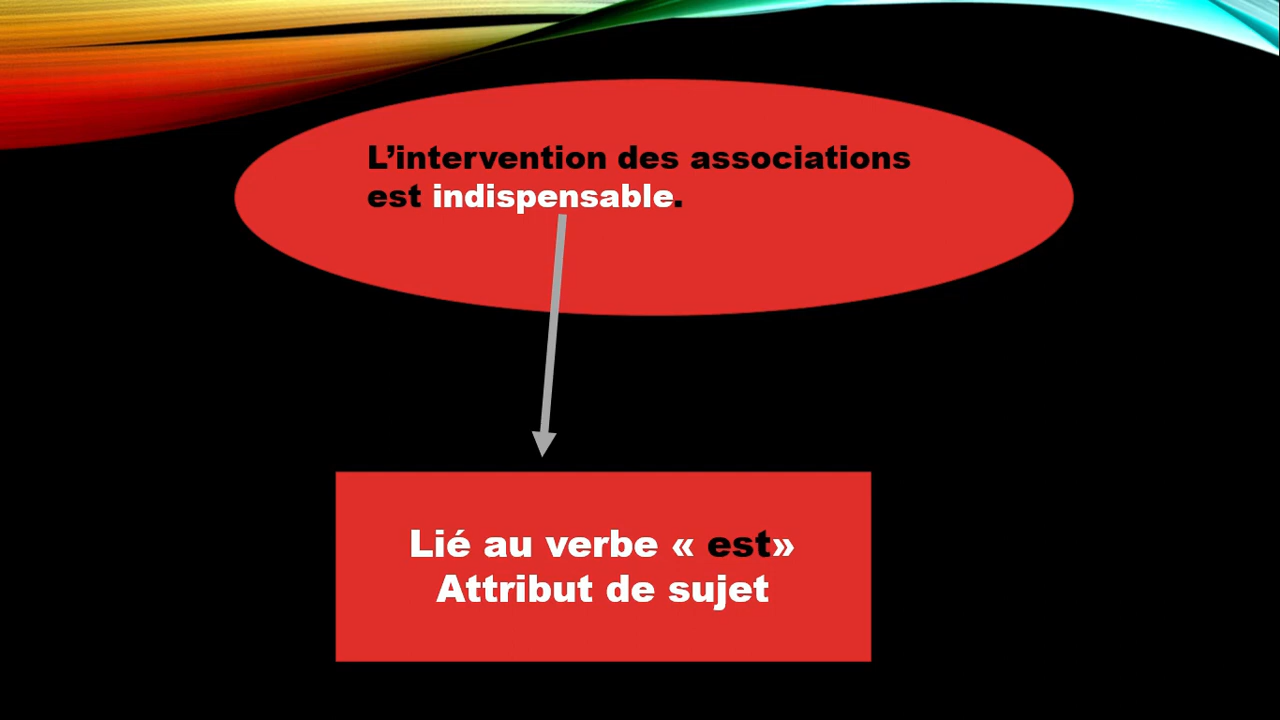 L’intervention des associations
est indispensable.
Lié au verbe « est»
Attribut de sujet